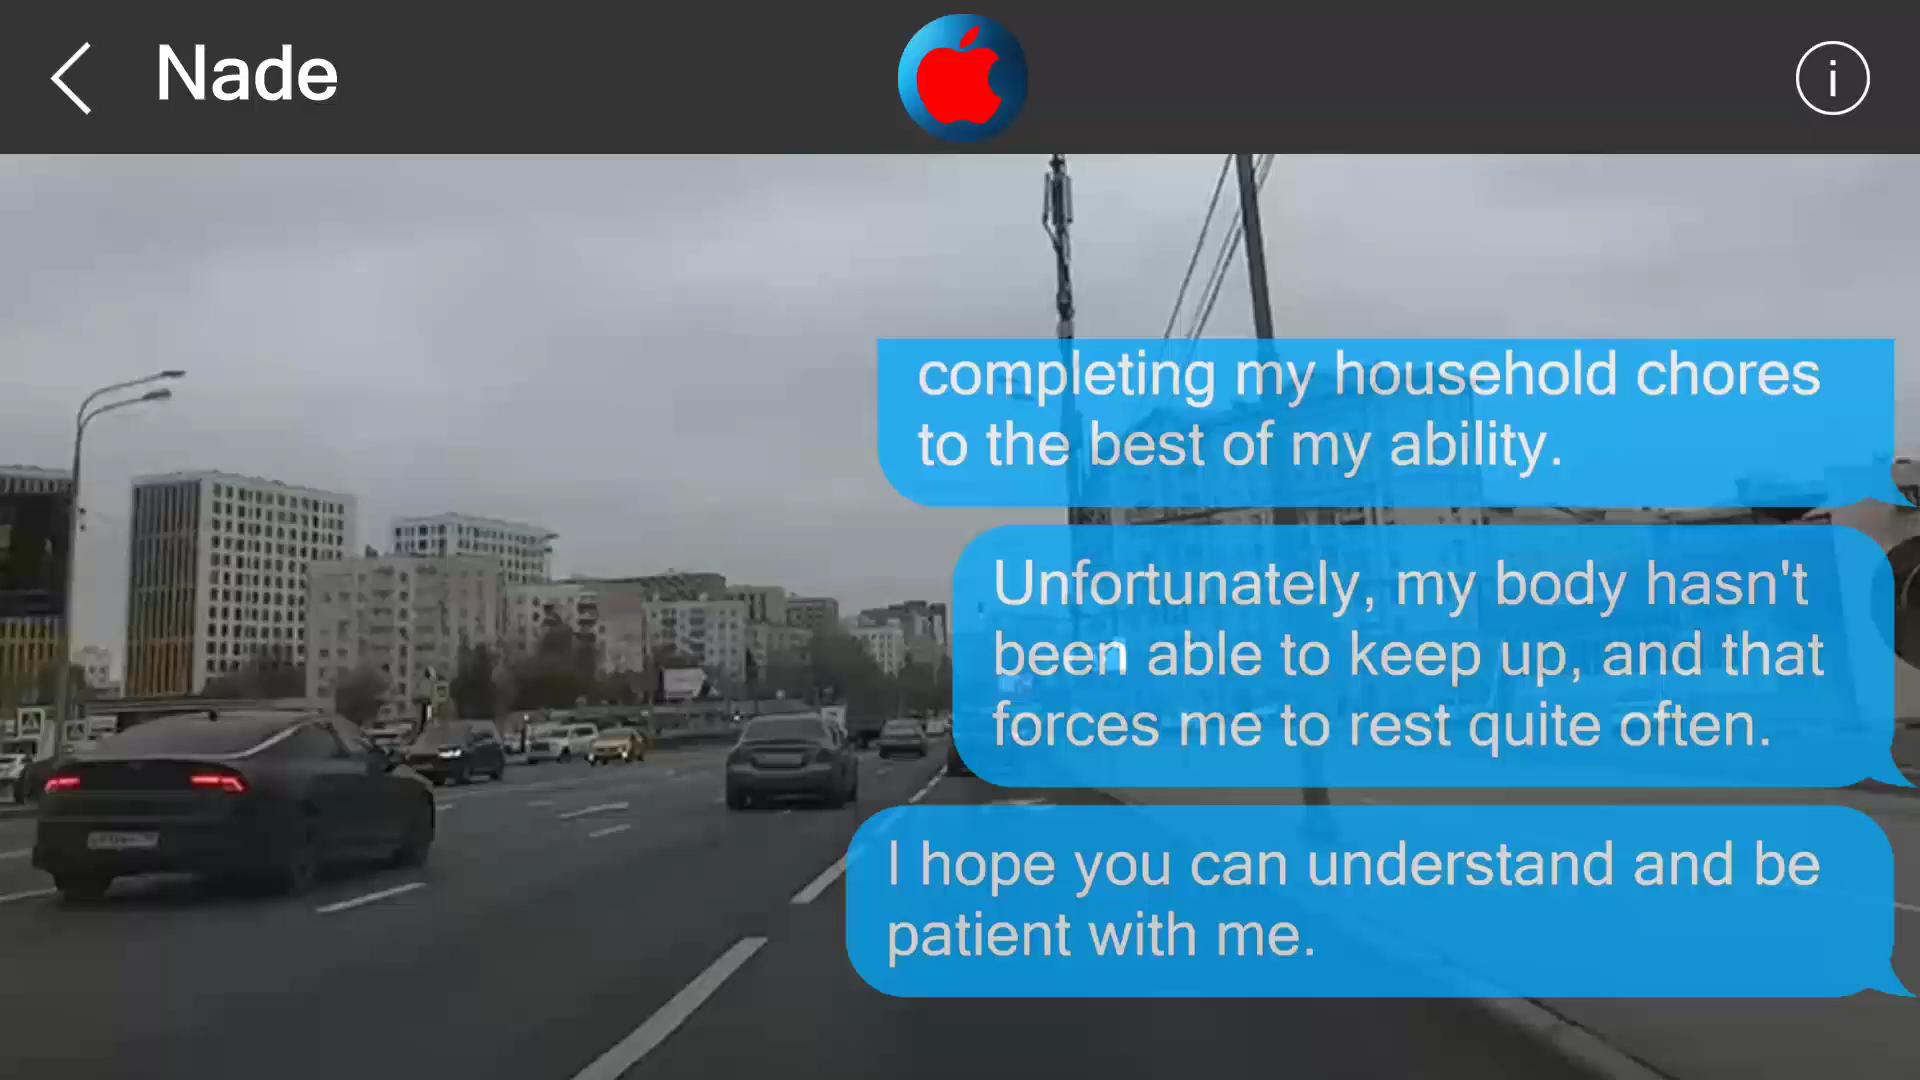 Nade
i
completing my household chores
to the best of my ability.
Unfortunately, my body hasn't
been able to keep up, and that
forces me to rest quite often.
I hope you can understand and be
patient with me.